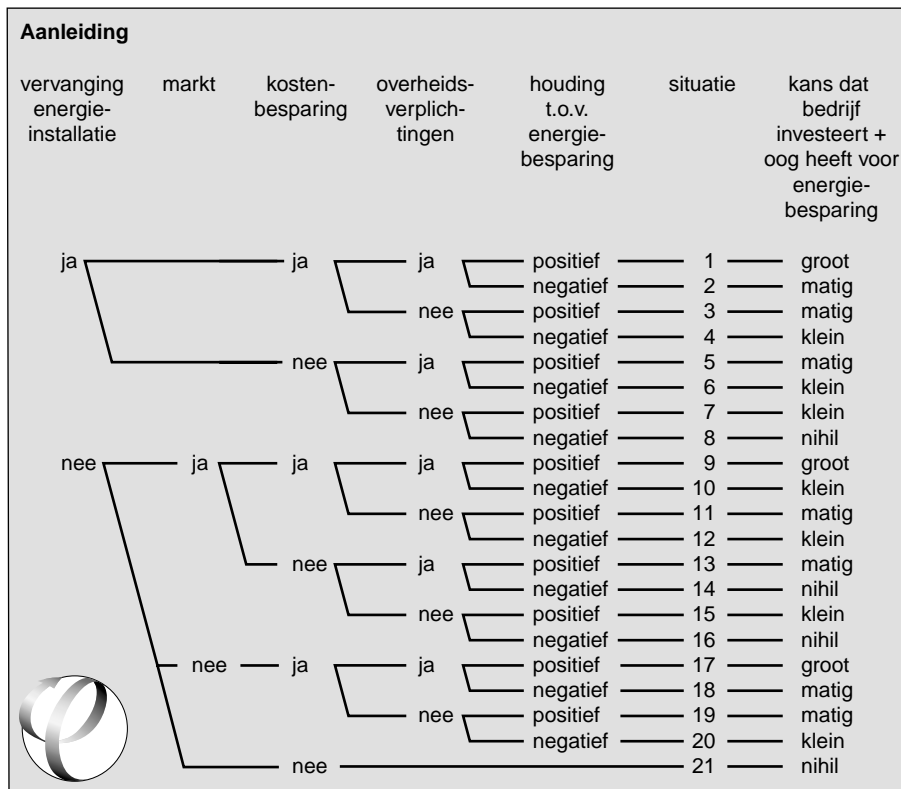 Aanleiding
vervanging markt kosten- overheids- houding situatie kans dat
energie- besparing verplich- t.o.v. bedrijf
installatie tingen energie- investeert +
besparing oog heeft voor
energie-
besparing
ja ja ja positief 1 groot
negatief 2 matig
nee positief 3 matig
negatief 4 klein
nee ja positief 5 matig
negatief 6 klein
nee positief 7 klein
negatief 8 nihil
nee ja ja ja positief 9 groot
negatief 10 klein
nee positief 11 matig
negatief 12 klein
nee ja positief 13 matig
negatief 14 nihil
nee positief 15 klein
negatief 16 nihil
nee ja ja positief 17 groot
negatief 18 matig
nee positief 19 matig
negatief 20 klein
nee 21 nihil